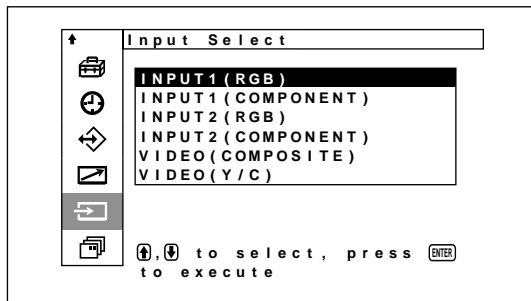 Input Select
INPUT1(RGB)
INPUT1(COMPONENT)
INPUT2(RGB)
INPUT2(COMPONENT)
VIDEO(COMPOSITE)
VIDEO(Y/C)
, to select, press ENTER
to execute